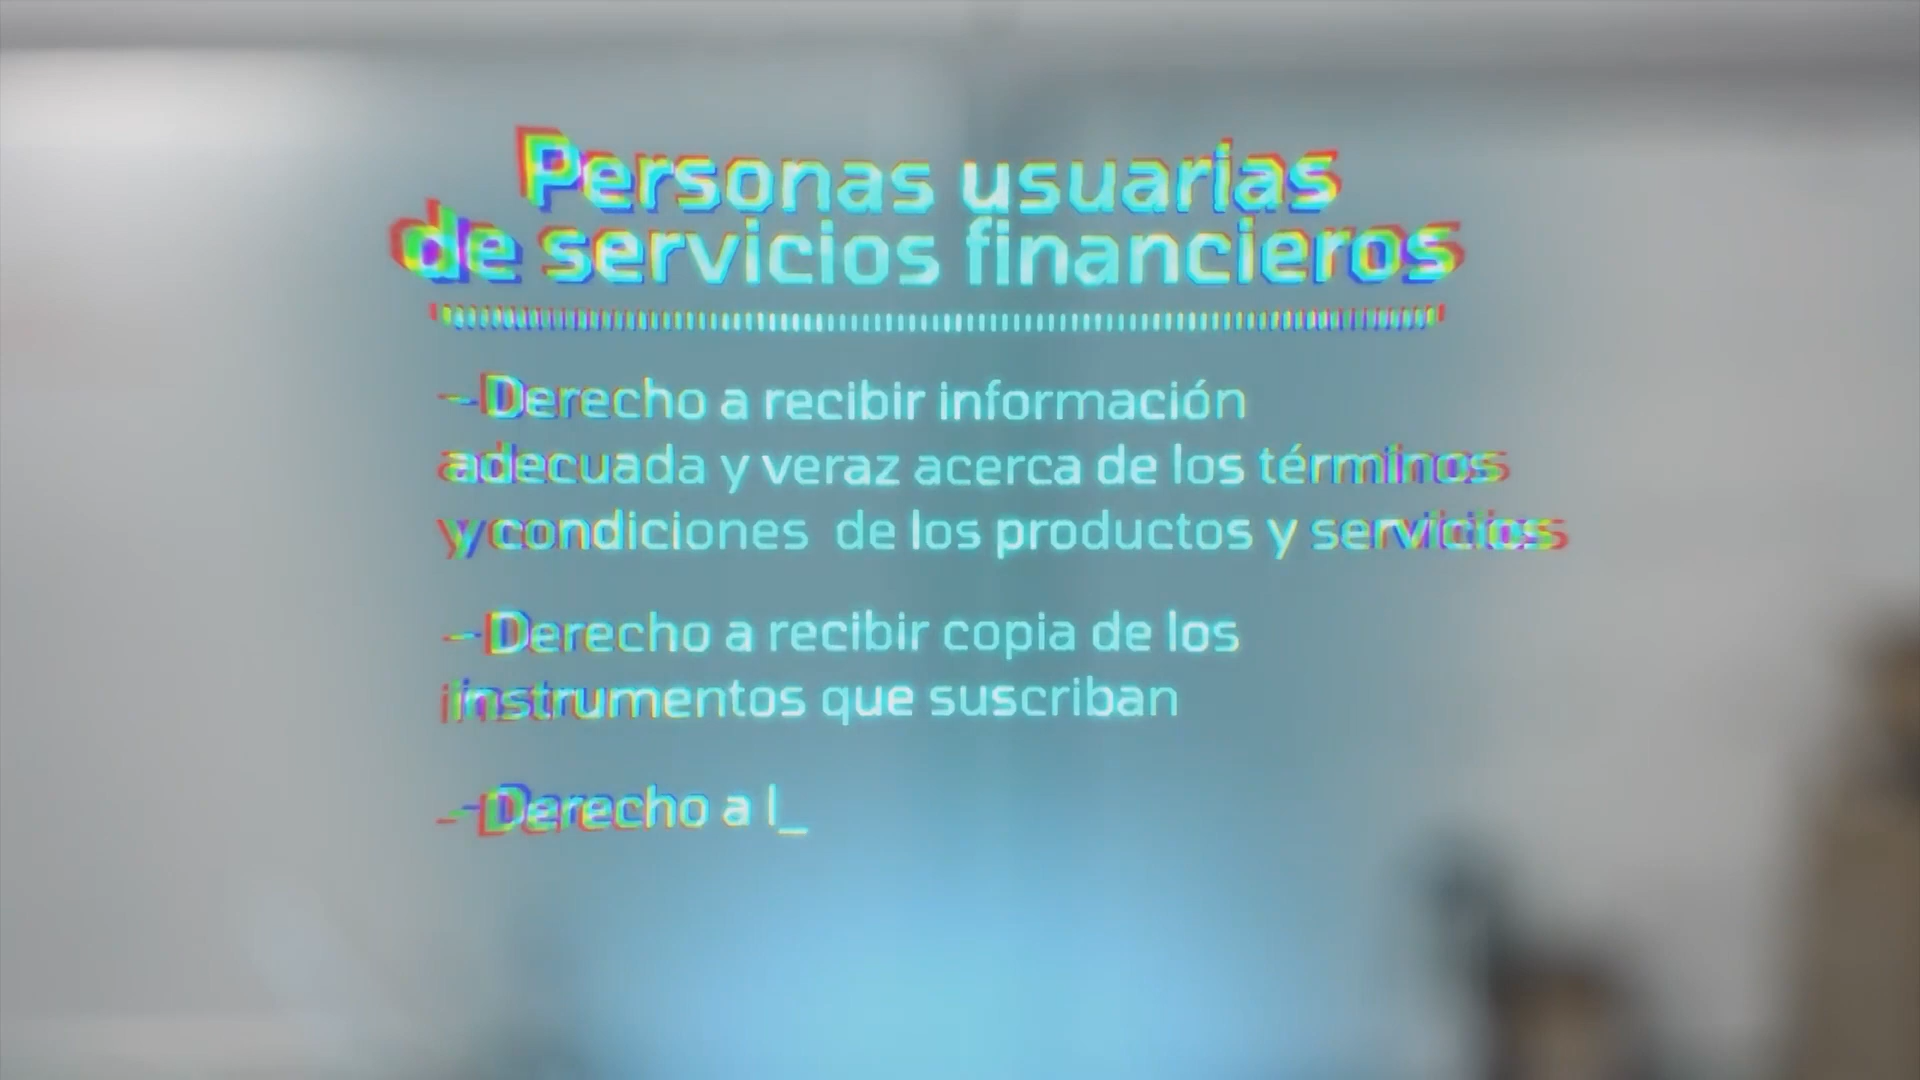 Personas usuarias
de servicios financieros
- Derecho a recibir información
adecuada y veraz acerca de los términos
y condiciones de los productos y servicios
- Derecho a recibir copia de los
instrumentos que suscriban
- Derecho a l_